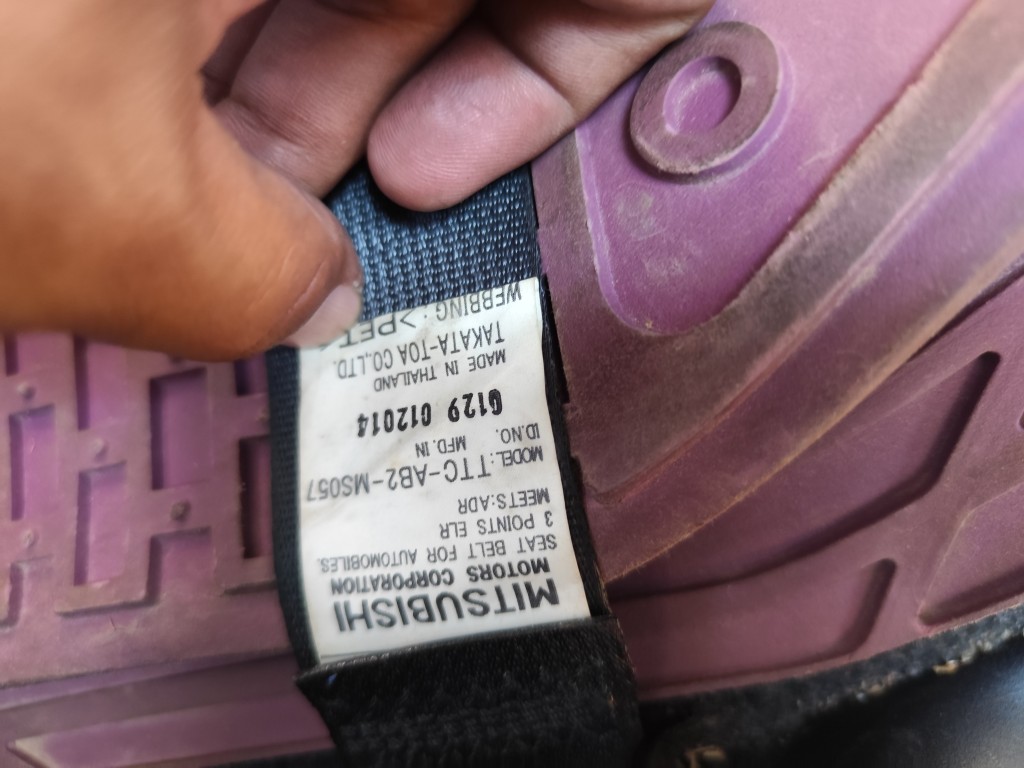 MITSUBISHI
MOTORS CORPORATION
SEAT BELT FOR AUTOMOBILES.
3 POINTS ELR
MEETS:ADR
MODEL:TTC-AB2-MS057
ID.NO. MFD.IN
0129 012014
MADE IN THAILAND
TAKATA-TOA CO.,LTD.
WEBBING : >PET<